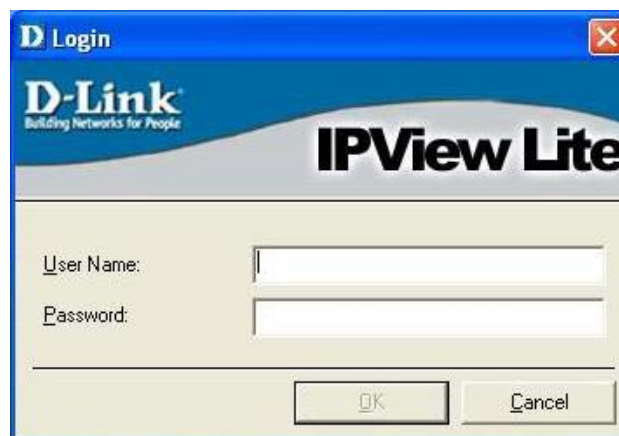 D Login
D-Link
Building Networks for People
IPView Lite
User Name:
Password:
OK
Cancel